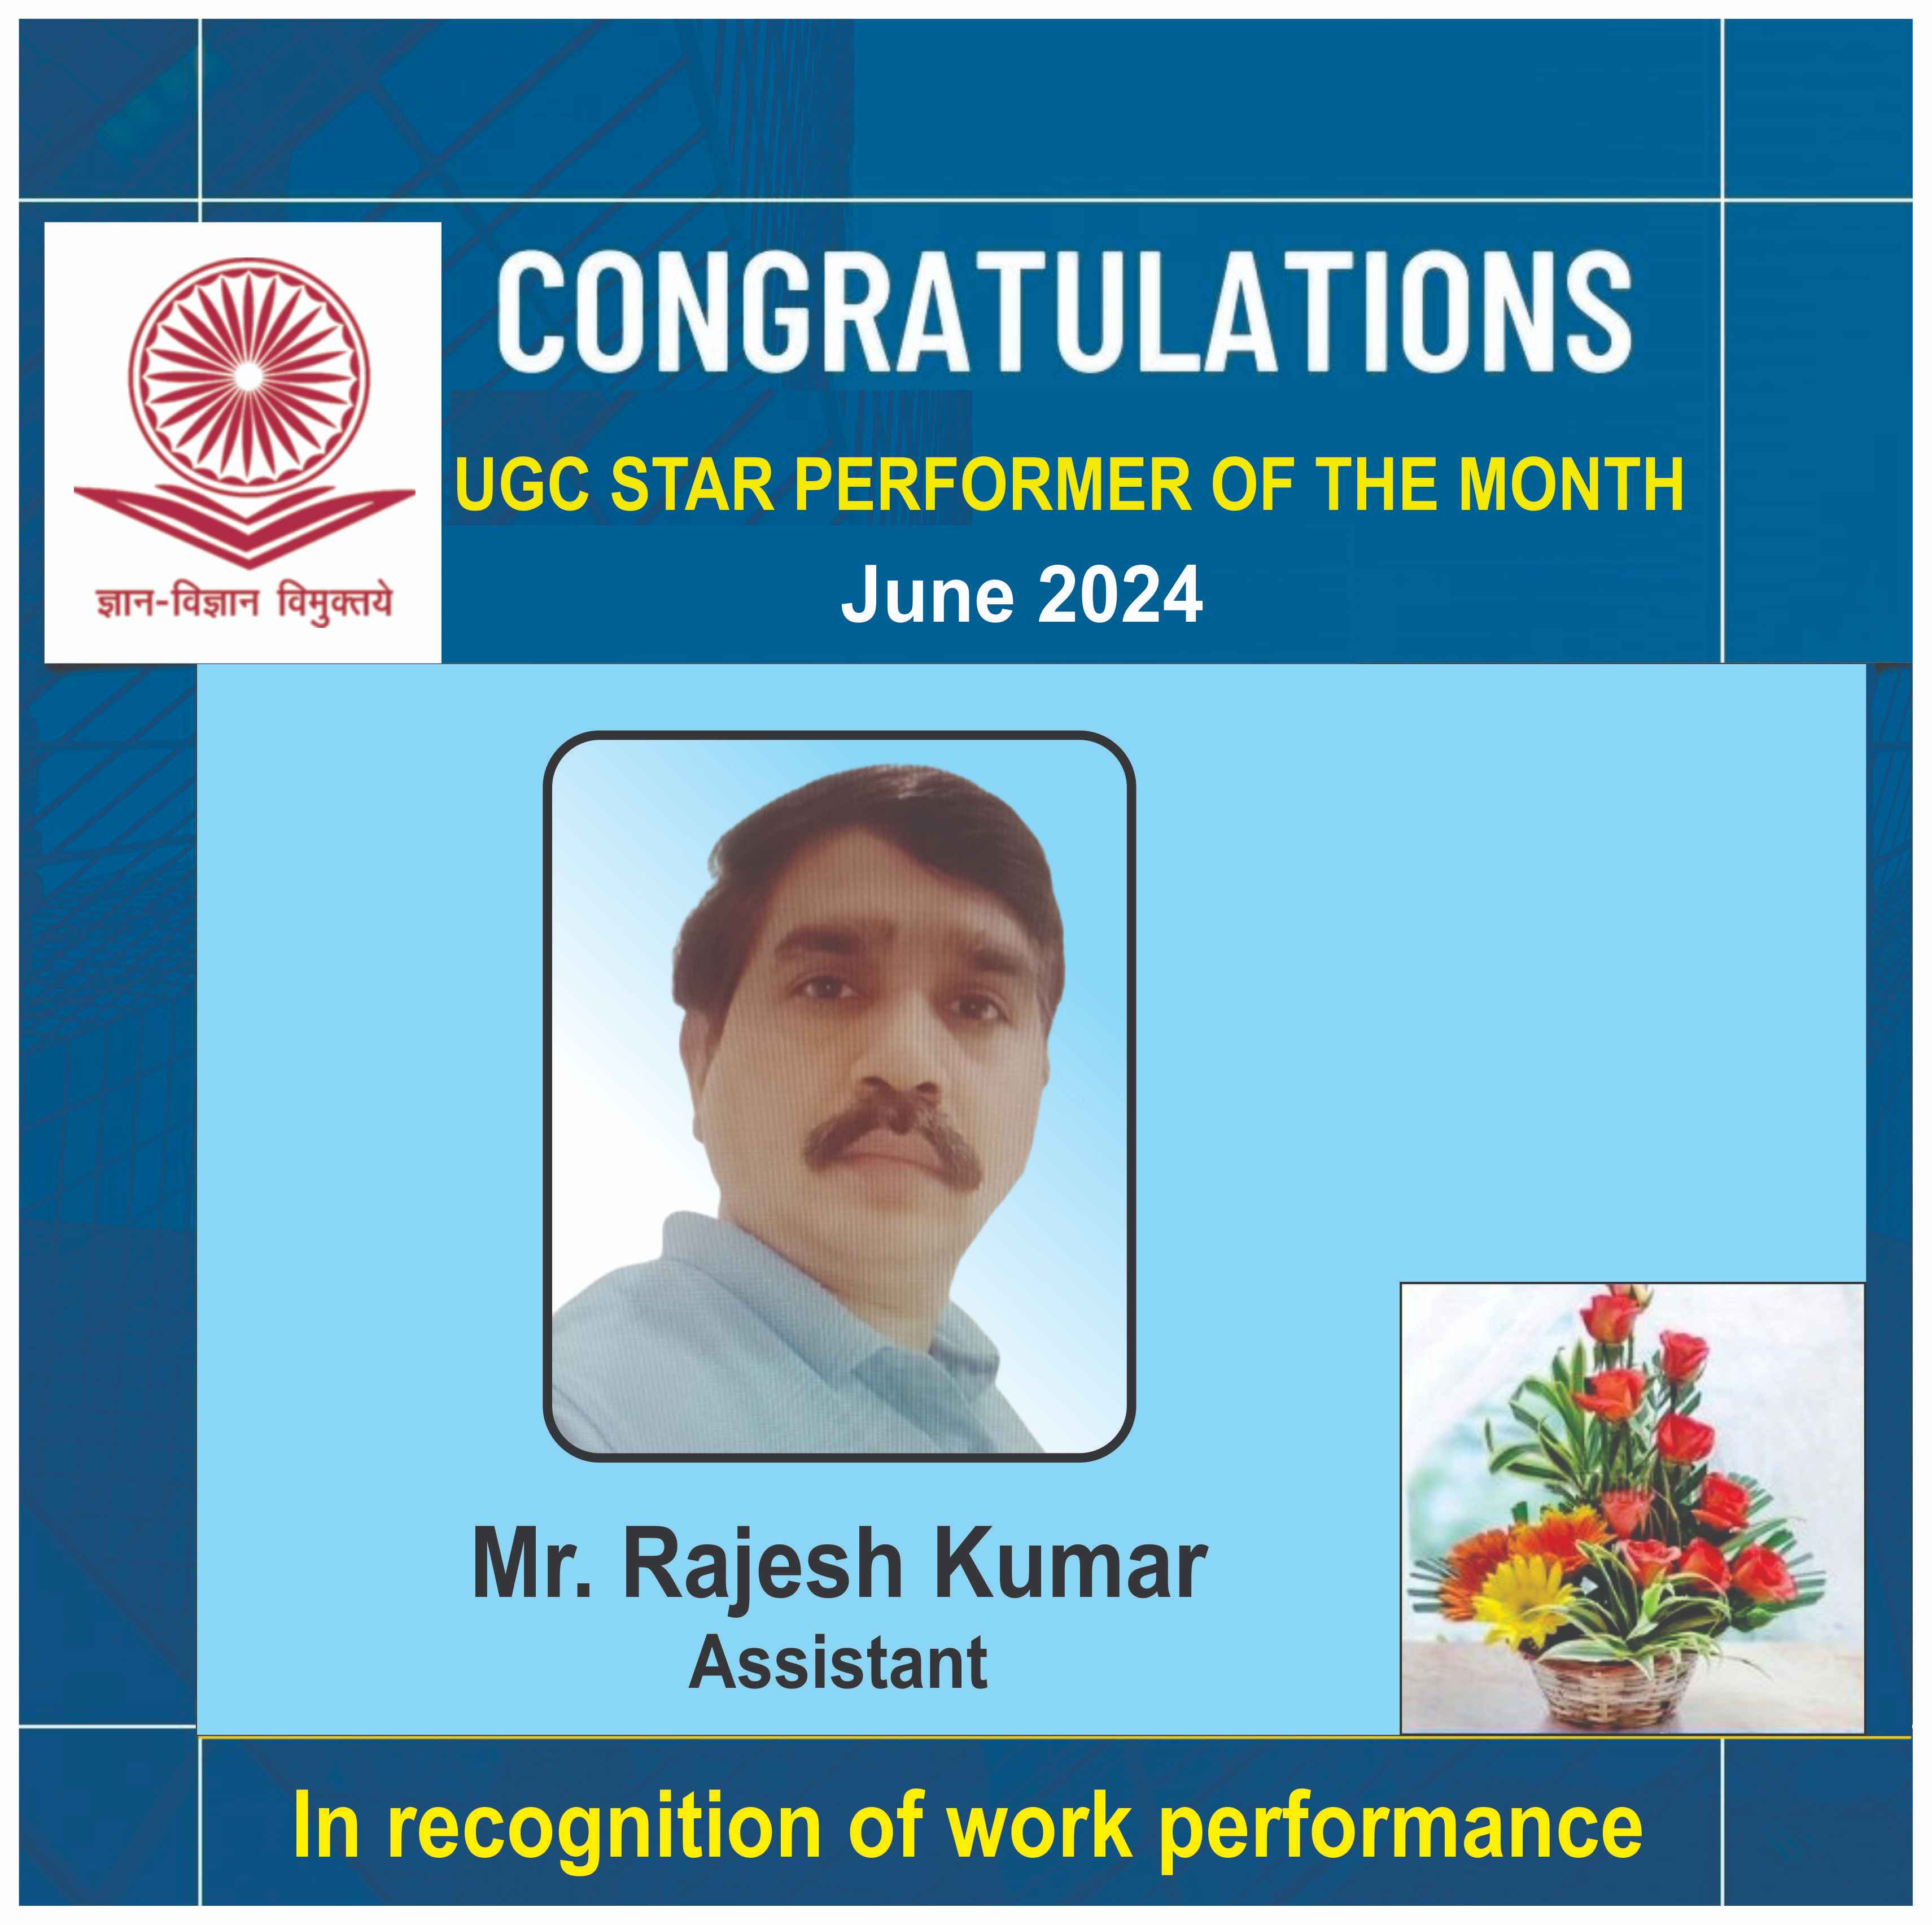 CONGRATULATIONS
UGC STAR PERFORMER OF THE MONTH
June 2024
ज्ञान-विज्ञान विमुक्तये
Mr. Rajesh Kumar
Assistant
In recognition of work performance